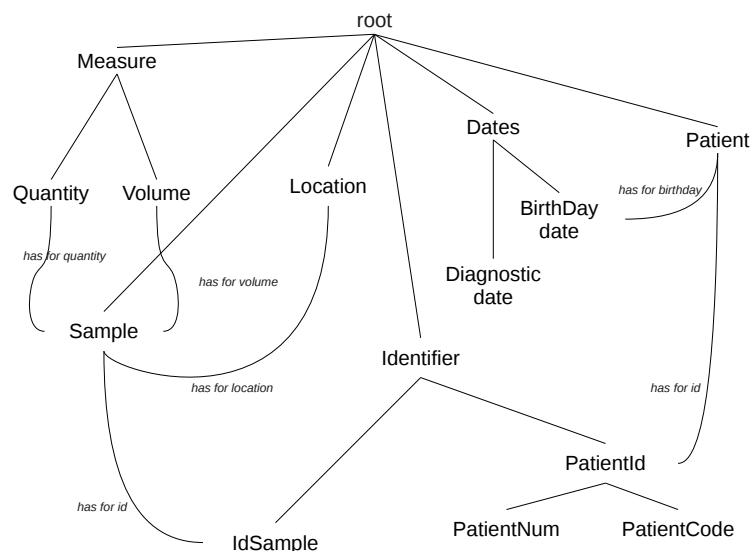 root
Measure
Dates
Patient
Quantity
Volume
Location
has for birthday
BirthDay
date
has for quantity
has for volume
Diagnostic
date
Sample
Identifier
has for location
has for id
PatientId
has for id
IdSample
PatientNum
PatientCode